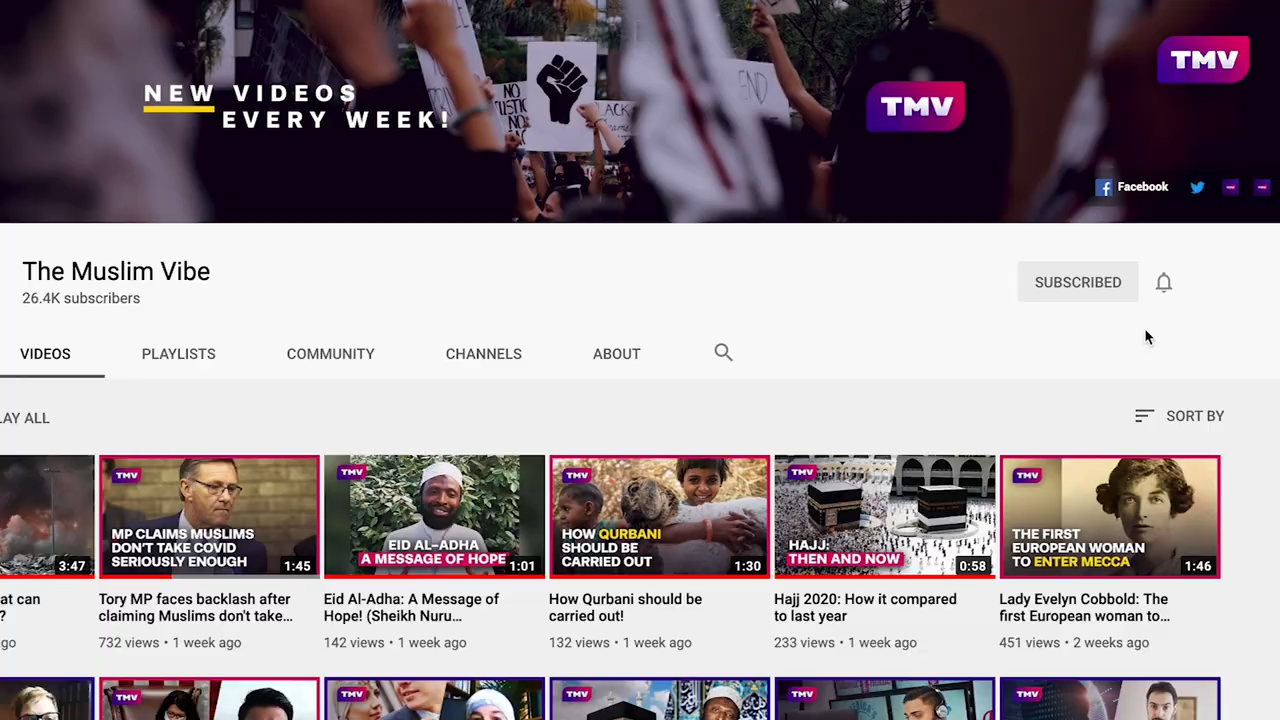 NEW VIDEOS
EVERY WEEK!
NO
JUSTIC
NO
LACK
END
TMV
TMV
Facebook
The Muslim Vibe
26.4K subscribers
SUBSCRIBED
VIDEOS
PLAYLISTS
COMMUNITY
CHANNELS
ABOUT
LAY ALL
SORT BY
3:47
TMV
MP CLAIMS MUSLIMS
DON'T TAKE COVID
SERIOUSLY ENOUGH
1:45
TMV
EID AL-ADHA:
A MESSAGE OF HOPE
1:01
TMV
HOW QURBANI
SHOULD BE
CARRIED OUT
1:30
TMV
HAJJ:
THEN AND NOW
0:58
TMV
THE FIRST
EUROPEAN WOMAN
TO ENTER MECCA
1:46
at can
?
go
Tory MP faces backlash after
claiming Muslims don't take...
732 views • 1 week ago
Eid Al-Adha: A Message of
Hope! (Sheikh Nuru...
142 views • 1 week ago
How Qurbani should be
carried out!
132 views • 1 week ago
Hajj 2020: How it compared
to last year
233 views • 1 week ago
Lady Evelyn Cobbold: The
first European woman to...
451 views • 2 weeks ago
TMV
TMV
TMV
TMV
TMV